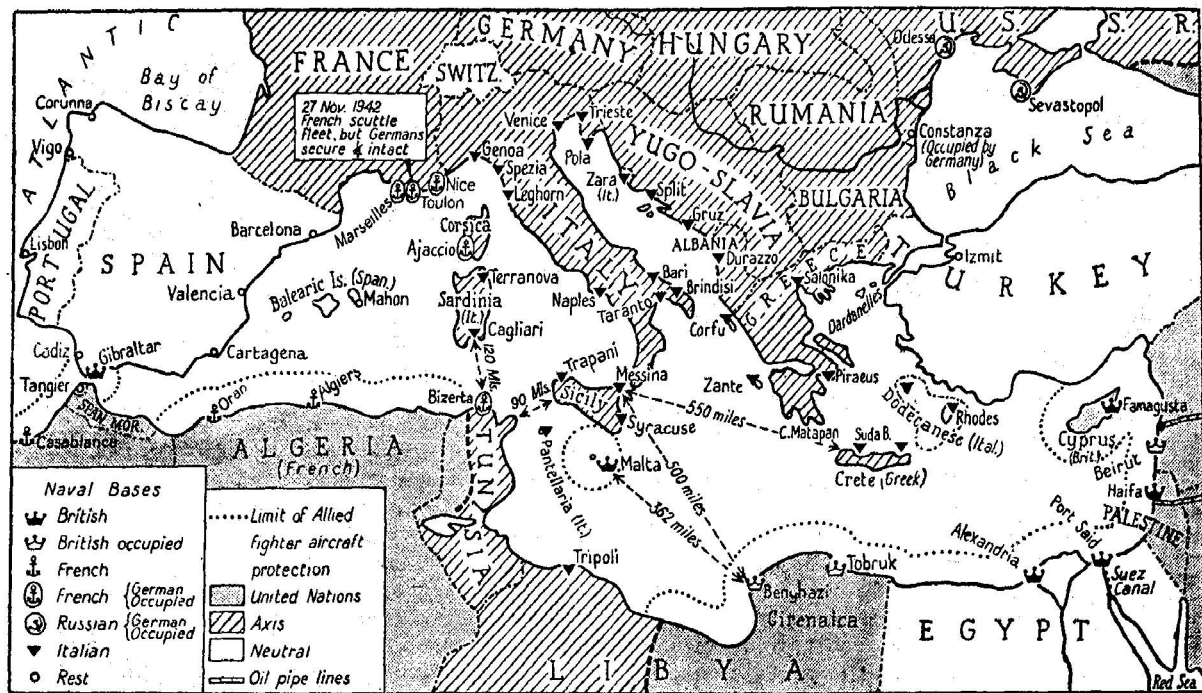 ATLANTIC
Bay of
Biscay
Corunna
Vigo
PORTUGAL
Lisbon
SPAIN
Barcelona
Valencia
Balearic Is. (Span.)
Mahon
Cadiz
Gibraltar
Cartagena
Tangier
SPAN. MOR.
Casablanca
Oran
Algiers
ALGERIA
(French)
FRANCE
27 Nov. 1942
French scuttle
fleet, but Germans
secure 4 intact
SWITZ.
GERMANY
HUNGARY
RUMANIA
U.S.S.R.
Odessa
Sevastopol
Constanza
(Occupied by
Germany)
Black Sea
BULGARIA
YUGO-SLAVIA
Venice
Trieste
Pola
Zara
(It.)
Split
Gruz
ALBANIA
Durazzo
Genoa
Spezia
Leghorn
Nice
Toulon
Marseilles
Corsica
Ajaccio
Terranova
Sardinia
(It.)
Cagliari
120 Mls.
Bizerta
90 Mls.
TUNISIA
ITALY
Naples
Bari
Brindisi
Taranto
Corfu
GREECE
Salonika
Dardanelles
TURKEY
Izmit
Trapani
Messina
Sicily
Syracuse
Zante
Piraeus
550 miles
C. Matapan
Suda B.
Crete (Greek)
Dodecanese (Ital.)
Rhodes
Famagusta
Cyprus
(Brit.)
Beirut
Haifa
PALESTINE
Pantellaria (It.)
Malta
500 miles
362 miles
Tripoli
Benghazi
Cirenaica
LIBYA
Tobruk
Alexandria
Port Said
Suez
Canal
EGYPT
Red Sea
Naval Bases
British
British occupied
French
French {German Occupied
Russian {German Occupied
Italian
Rest
Limit of Allied
fighter aircraft
protection
United Nations
Axis
Neutral
Oil pipe lines